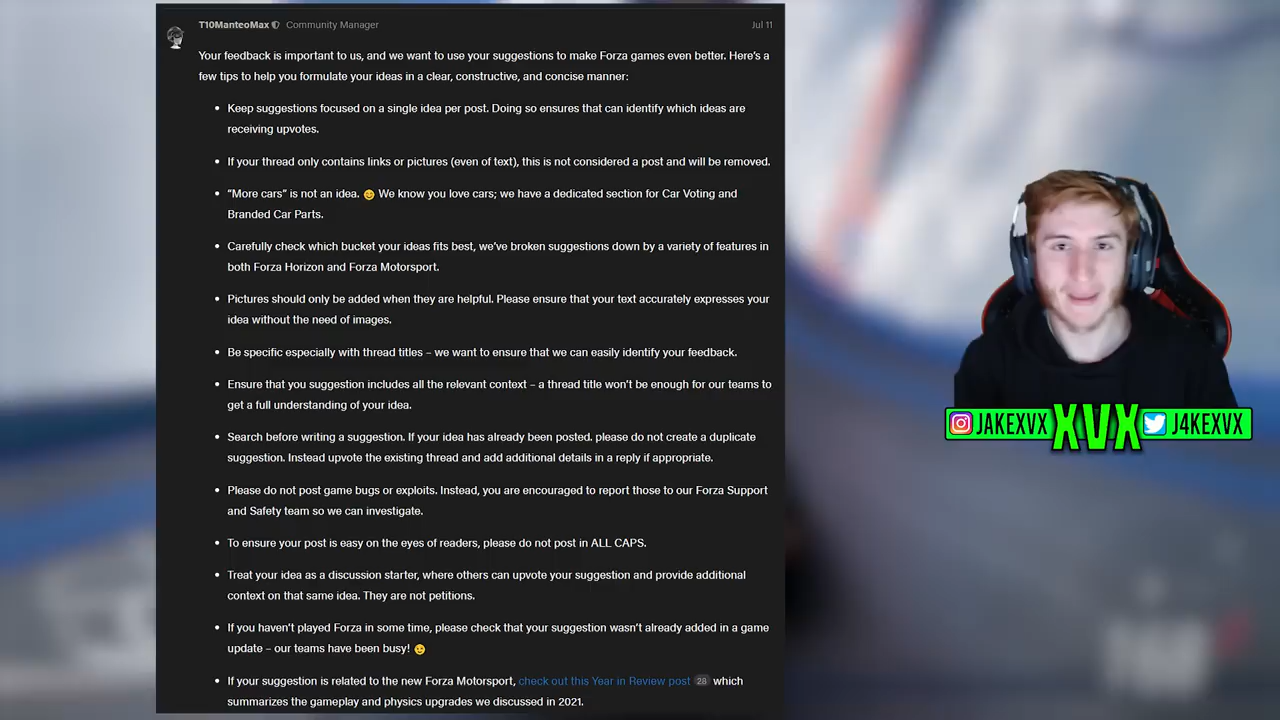 T10ManteoMax Community Manager Jul 11
Your feedback is important to us, and we want to use your suggestions to make Forza games even better. Here's a
few tips to help you formulate your ideas in a clear, constructive, and concise manner:
• Keep suggestions focused on a single idea per post. Doing so ensures that can identify which ideas are
receiving upvotes.
• If your thread only contains links or pictures (even of text), this is not considered a post and will be removed.
• “More cars” is not an idea. 😊 We know you love cars; we have a dedicated section for Car Voting and
Branded Car Parts.
• Carefully check which bucket your ideas fits best, we've broken suggestions down by a variety of features in
both Forza Horizon and Forza Motorsport.
• Pictures should only be added when they are helpful. Please ensure that your text accurately expresses your
idea without the need of images.
• Be specific especially with thread titles – we want to ensure that we can easily identify your feedback.
• Ensure that you suggestion includes all the relevant context – a thread title won't be enough for our teams to
get a full understanding of your idea.
• Search before writing a suggestion. If your idea has already been posted, please do not create a duplicate
suggestion. Instead upvote the existing thread and add additional details in a reply if appropriate.
• Please do not post game bugs or exploits. Instead, you are encouraged to report those to our Forza Support
and Safety team so we can investigate.
• To ensure your post is easy on the eyes of readers, please do not post in ALL CAPS.
• Treat your idea as a discussion starter, where others can upvote your suggestion and provide additional
context on that same idea. They are not petitions.
• If you haven't played Forza in some time, please check that your suggestion wasn't already added in a game
update – our teams have been busy! 😉
• If your suggestion is related to the new Forza Motorsport, check out this Year in Review post 28 which
summarizes the gameplay and physics upgrades we discussed in 2021.
JAKEXVX XVX J4KEXVX